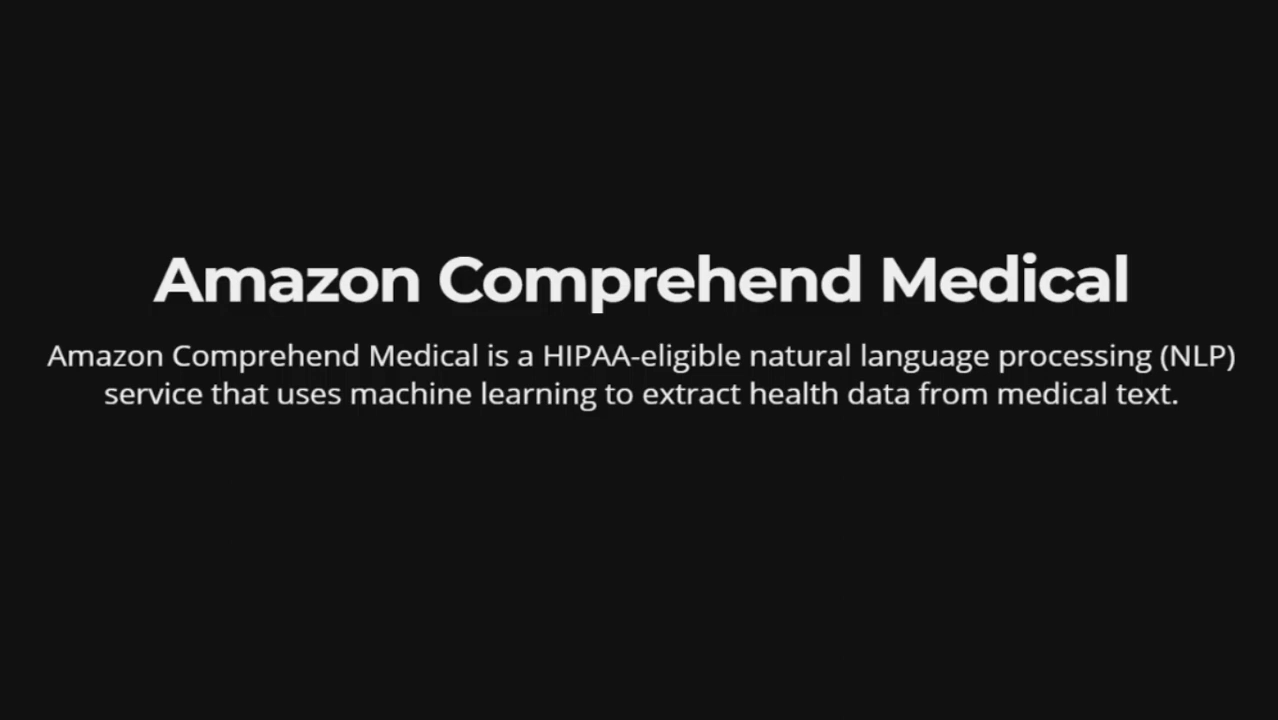 Amazon Comprehend Medical
Amazon Comprehend Medical is a HIPAA-eligible natural language processing (NLP)
service that uses machine learning to extract health data from medical text.